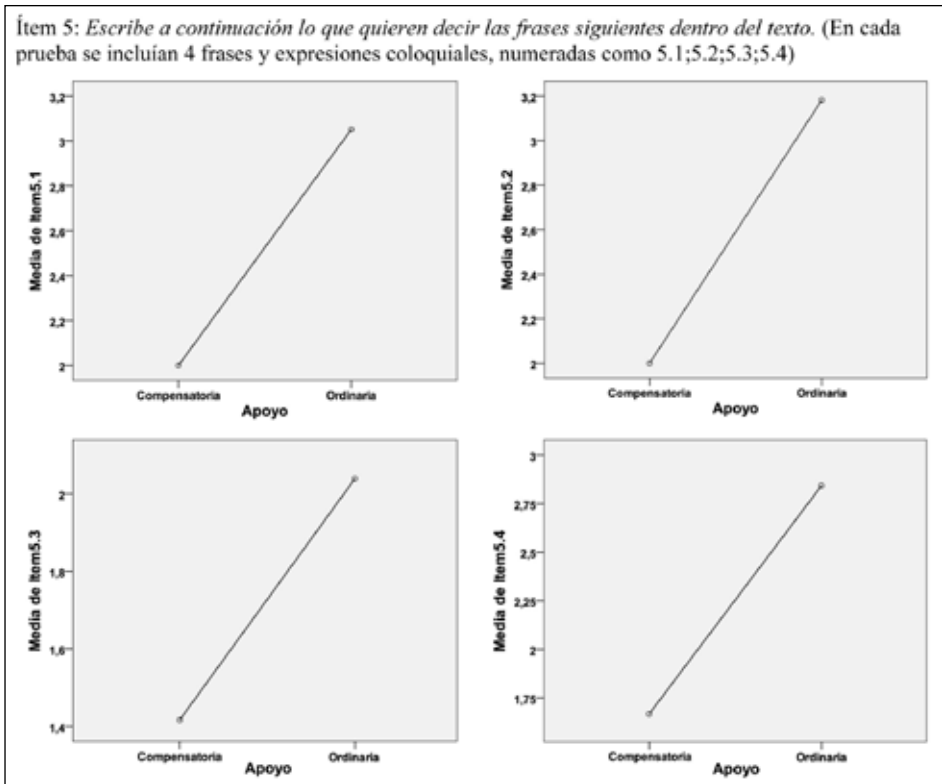 Ítem 5: Escribe a continuación lo que quieren decir las frases siguientes dentro del texto. (En cada
prueba se incluían 4 frases y expresiones coloquiales, numeradas como 5.1;5.2;5.3;5.4)
Media de Item5.1
3,2
3
2,8
2,6
2,4
2,2
2
Compensatoria
Ordinaria
Apoyo
Media de Item5.2
3,2
3
2,8
2,6
2,4
2,2
2
Compensatoria
Ordinaria
Apoyo
Media de Item5.3
2
1,8
1,6
1,4
Compensatoria
Ordinaria
Apoyo
Media de Item5.4
3
2,75
2,5
2,25
2
1,75
Compensatoria
Ordinaria
Apoyo